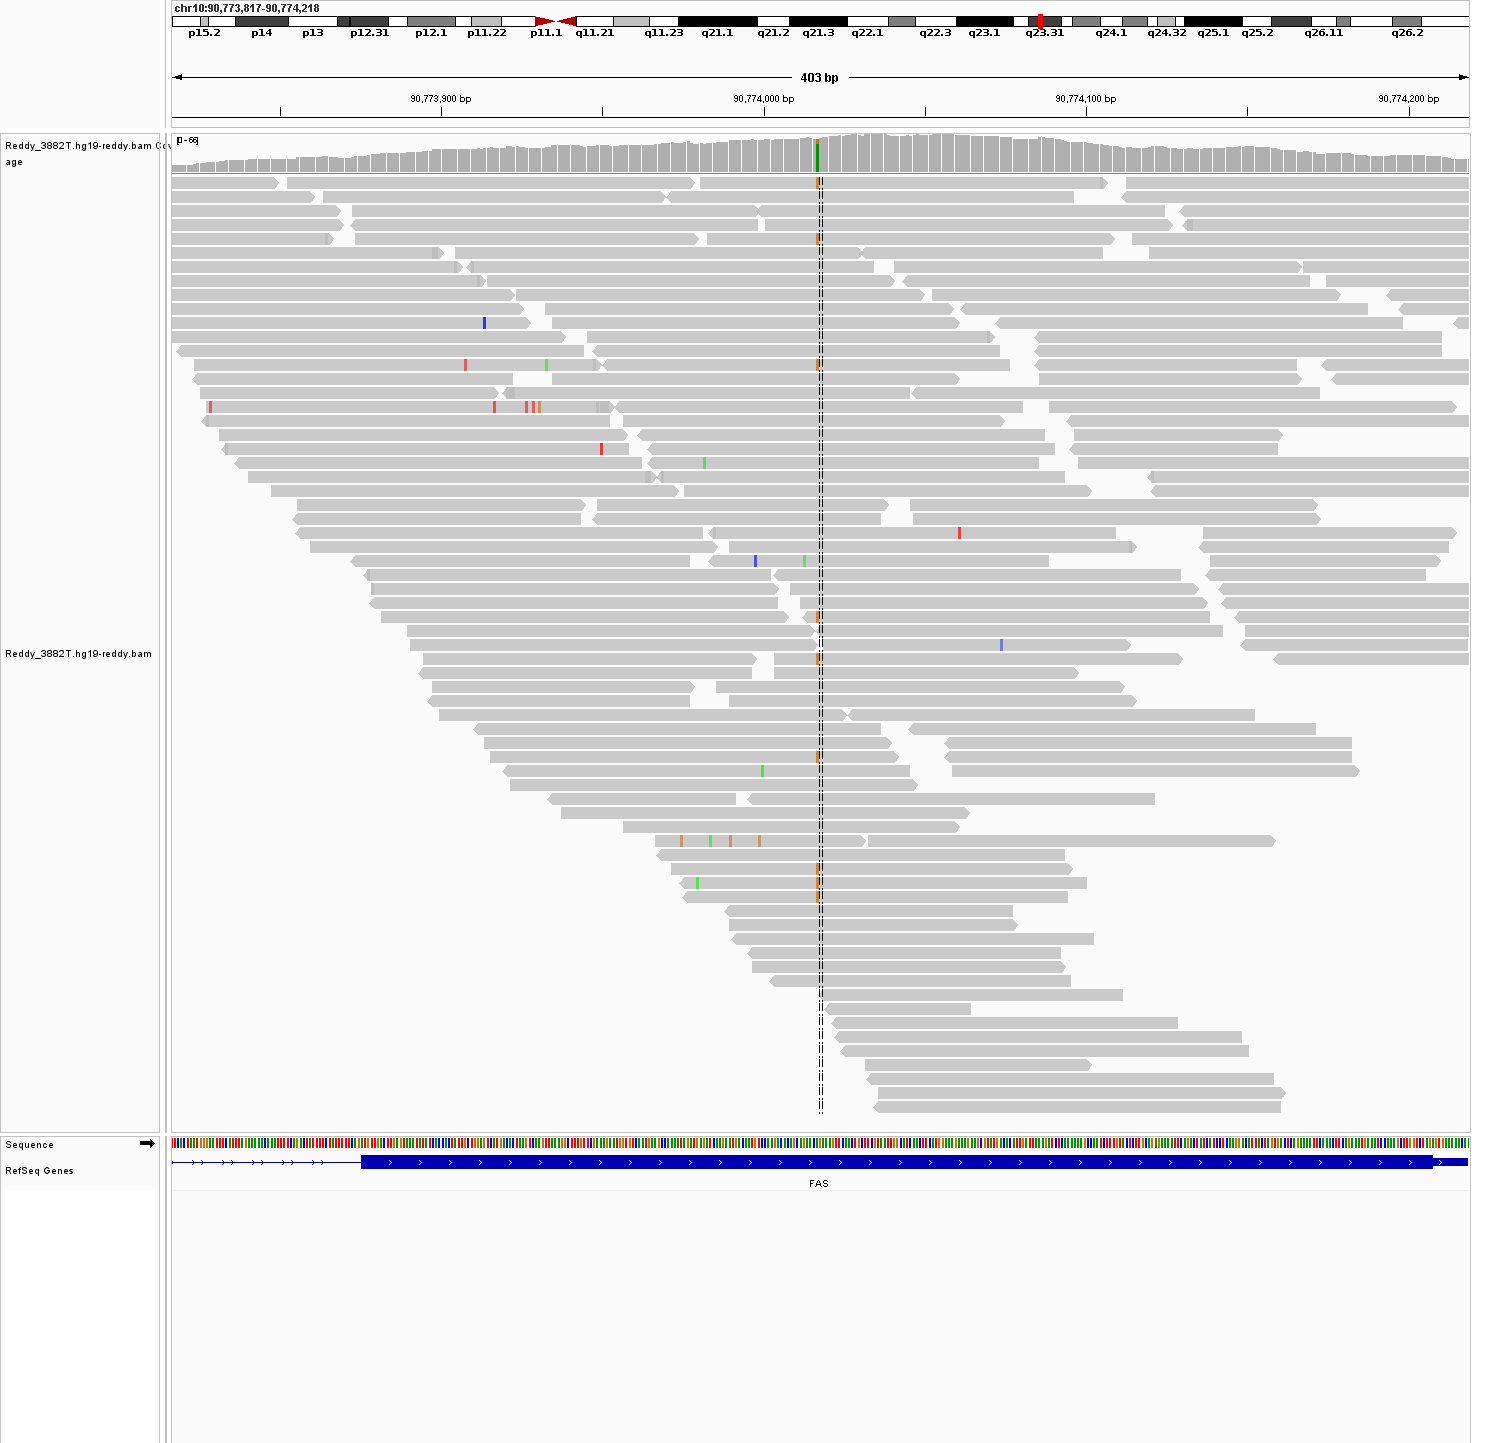 chr10:90,773,817-90,774,218
p15.2 p14 p13 p12.31 p12.1 p11.22 p11.1 q11.21 q11.23 q21.1 q21.2 q21.3 q22.1 q22.3 q23.1 q23.31 q24.1 q24.32 q25.1 q25.2 q26.11 q26.2
403 bp
90,773,900 bp 90,774,000 bp 90,774,100 bp 90,774,200 bp
[0-66]
Reddy_3882T.hg19-reddy.bam Cov
age
Reddy_3882T.hg19-reddy.bam
Sequence
RefSeq Genes
FAS